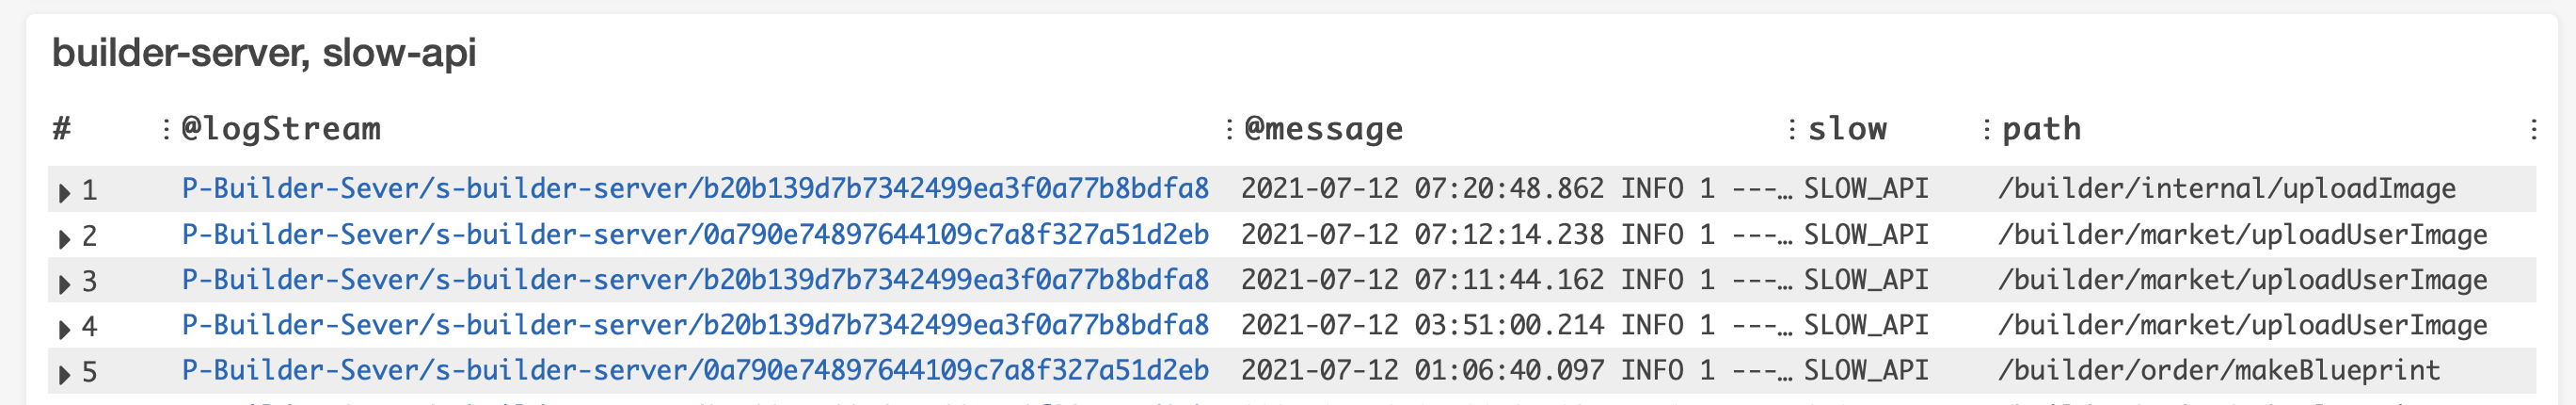 builder-server, slow-api
# @logStream @message slow path
1 P-Builder-Sever/s-builder-server/b20b139d7b7342499ea3f0a77b8bdfa8 2021-07-12 07:20:48.862 INFO 1 ---… SLOW_API /builder/internal/uploadImage
2 P-Builder-Sever/s-builder-server/0a790e74897644109c7a8f327a51d2eb 2021-07-12 07:12:14.238 INFO 1 ---… SLOW_API /builder/market/uploadUserImage
3 P-Builder-Sever/s-builder-server/b20b139d7b7342499ea3f0a77b8bdfa8 2021-07-12 07:11:44.162 INFO 1 ---… SLOW_API /builder/market/uploadUserImage
4 P-Builder-Sever/s-builder-server/b20b139d7b7342499ea3f0a77b8bdfa8 2021-07-12 03:51:00.214 INFO 1 ---… SLOW_API /builder/market/uploadUserImage
5 P-Builder-Sever/s-builder-server/0a790e74897644109c7a8f327a51d2eb 2021-07-12 01:06:40.097 INFO 1 ---… SLOW_API /builder/order/makeBlueprint